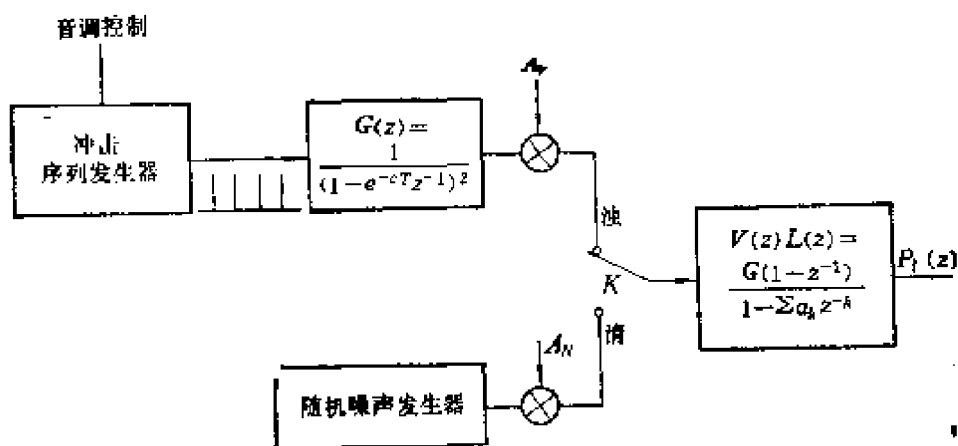 音调控制
冲击
序列发生器
G(z)=
1
(1-e^{-cT}z^{-1})^2
A_v
浊
K
清
V(z)L(z)=
G(1-z^{-1})
1-Σa_k z^{-k}
P_l(z)
A_N
随机噪声发生器